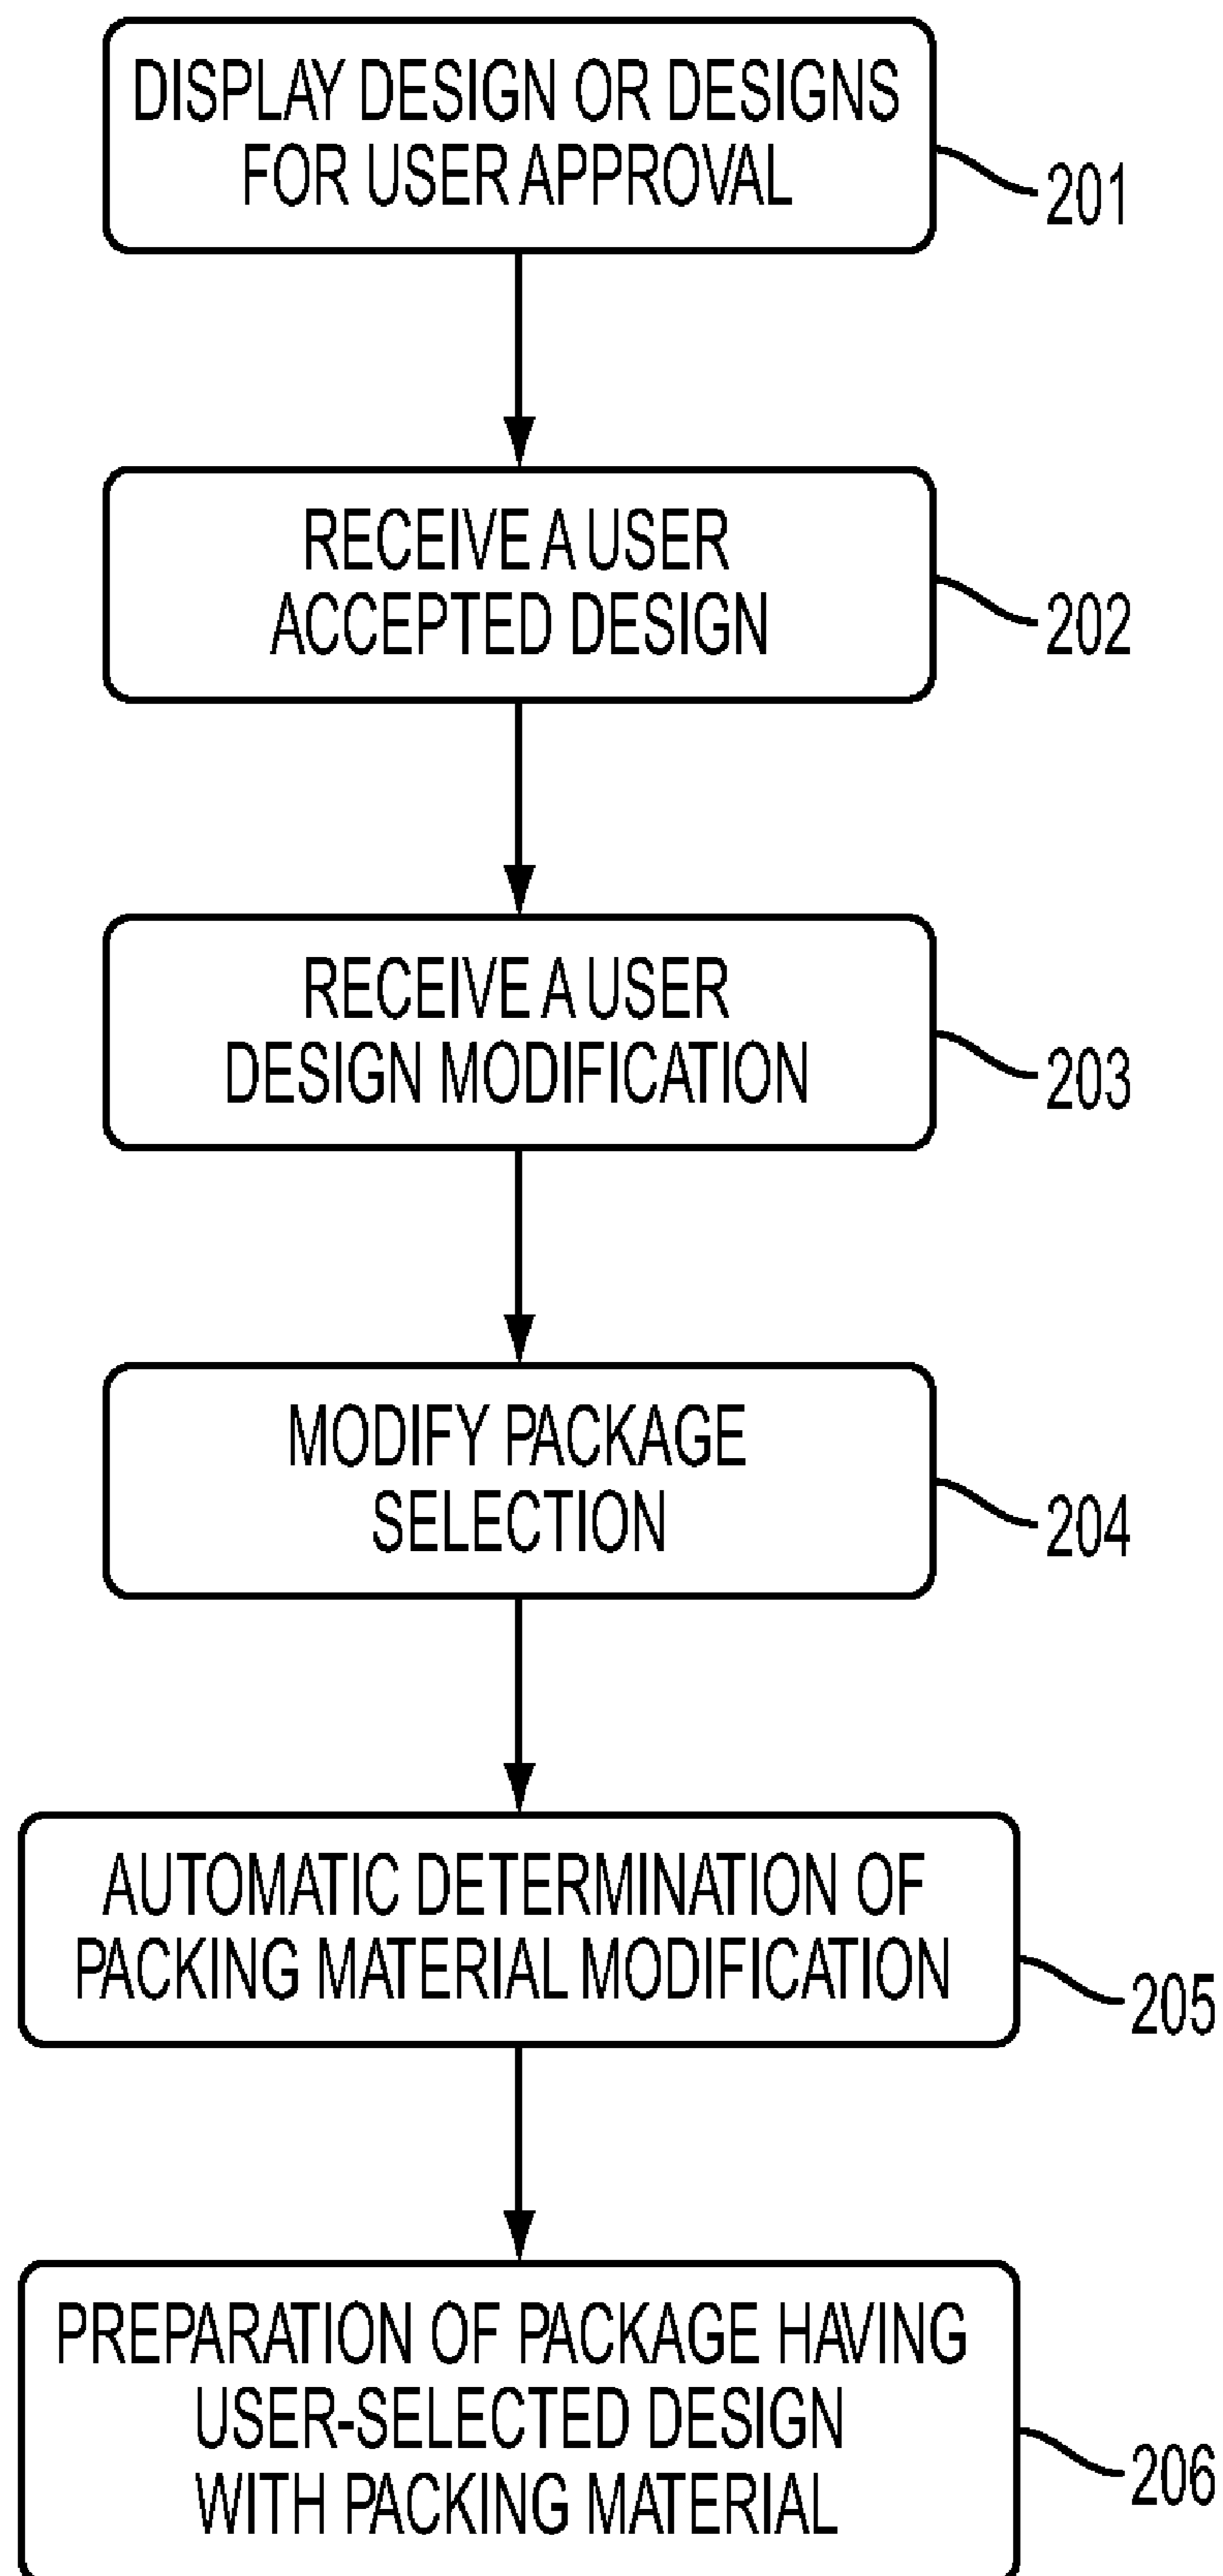 DISPLAY DESIGN OR DESIGNS
FOR USER APPROVAL
201
RECEIVE A USER
ACCEPTED DESIGN
202
RECEIVE A USER
DESIGN MODIFICATION
203
MODIFY PACKAGE
SELECTION
204
AUTOMATIC DETERMINATION OF
PACKING MATERIAL MODIFICATION
205
PREPARATION OF PACKAGE HAVING
USER-SELECTED DESIGN
WITH PACKING MATERIAL
206